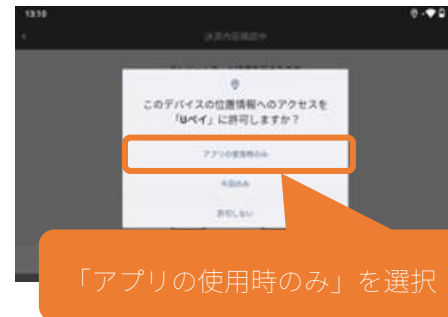 13:10
決済内容確認中
このデバイスの位置情報へのアクセスを
「Uペイ」に許可しますか？
アプリの使用時のみ
今回のみ
許可しない
「アプリの使用時のみ」を選択